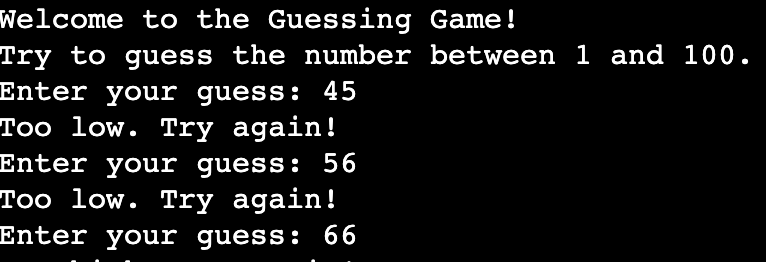 Welcome to the Guessing Game!
Try to guess the number between 1 and 100.
Enter your guess: 45
Too low. Try again!
Enter your guess: 56
Too low. Try again!
Enter your guess: 66